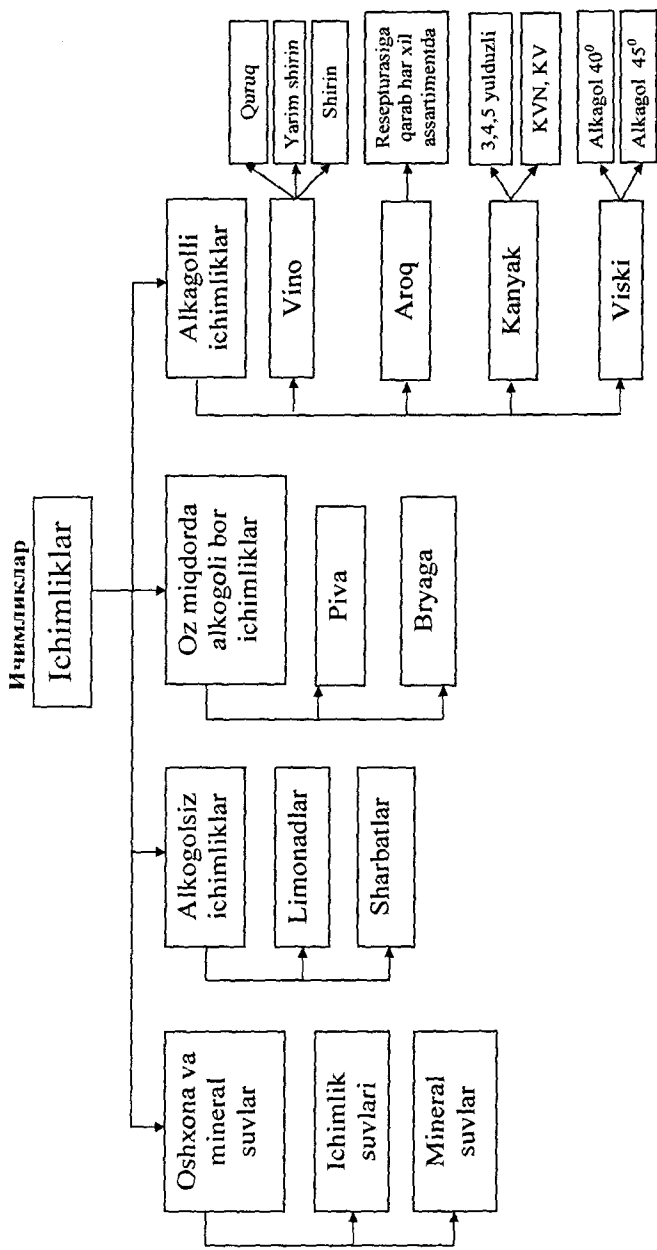 Ичимликлар
Ichimliklar
Oshxona va
mineral
suvlar
Ichimlik
suvlari
Mineral
suvlar
Alkogolsiz
ichimliklar
Limonadlar
Sharbatlar
Oz miqdorda
alkogoli bor
ichimliklar
Piva
Bryaga
Alkagolli
ichimliklar
Vino
Quruq
Yarim shirin
Shirin
Aroq
Resepturasiga
qarab har xil
assartimentda
Kanyak
3,4,5 yulduzli
KVN, KV
Viski
Alkagol 40⁰
Alkagol 45⁰